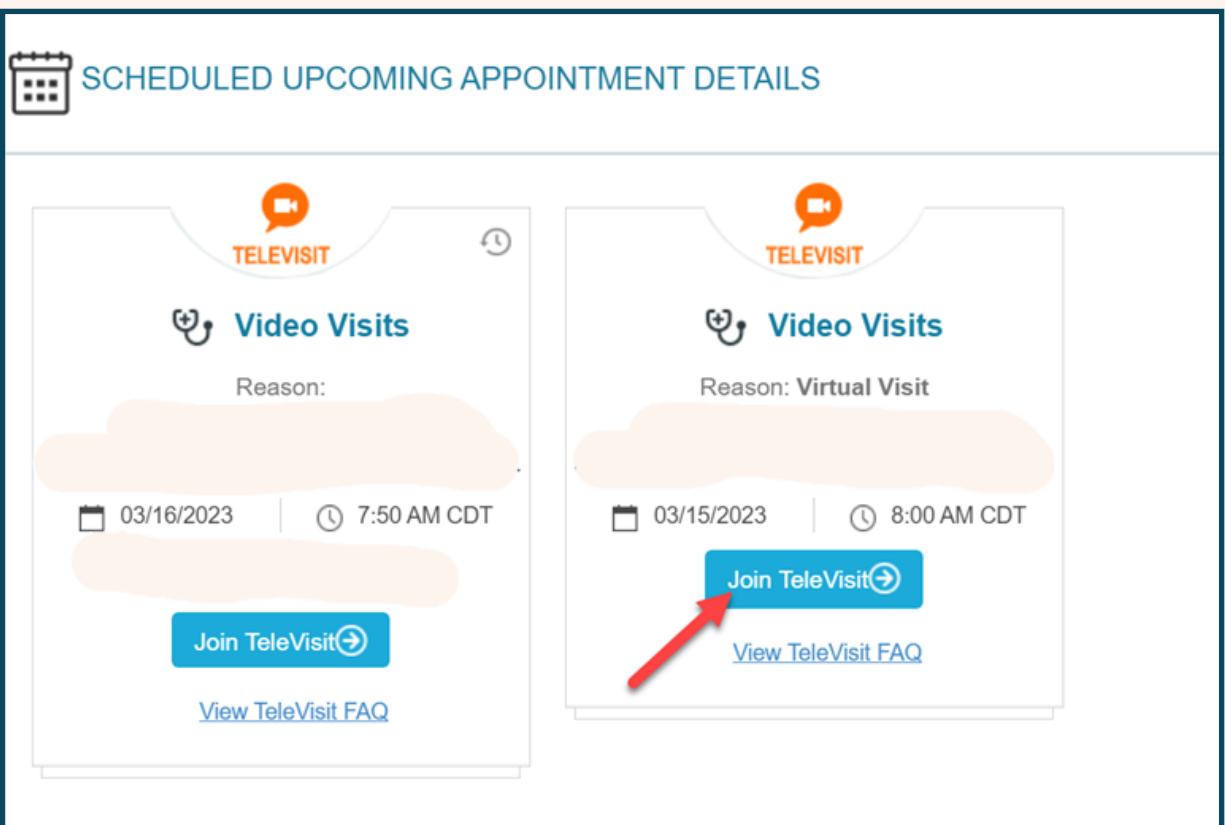 SCHEDULED UPCOMING APPOINTMENT DETAILS
TELEVISIT
Video Visits
Reason:
03/16/2023 7:50 AM CDT
Join TeleVisit
View TeleVisit FAQ
TELEVISIT
Video Visits
Reason: Virtual Visit
03/15/2023 8:00 AM CDT
Join TeleVisit
View TeleVisit FAQ